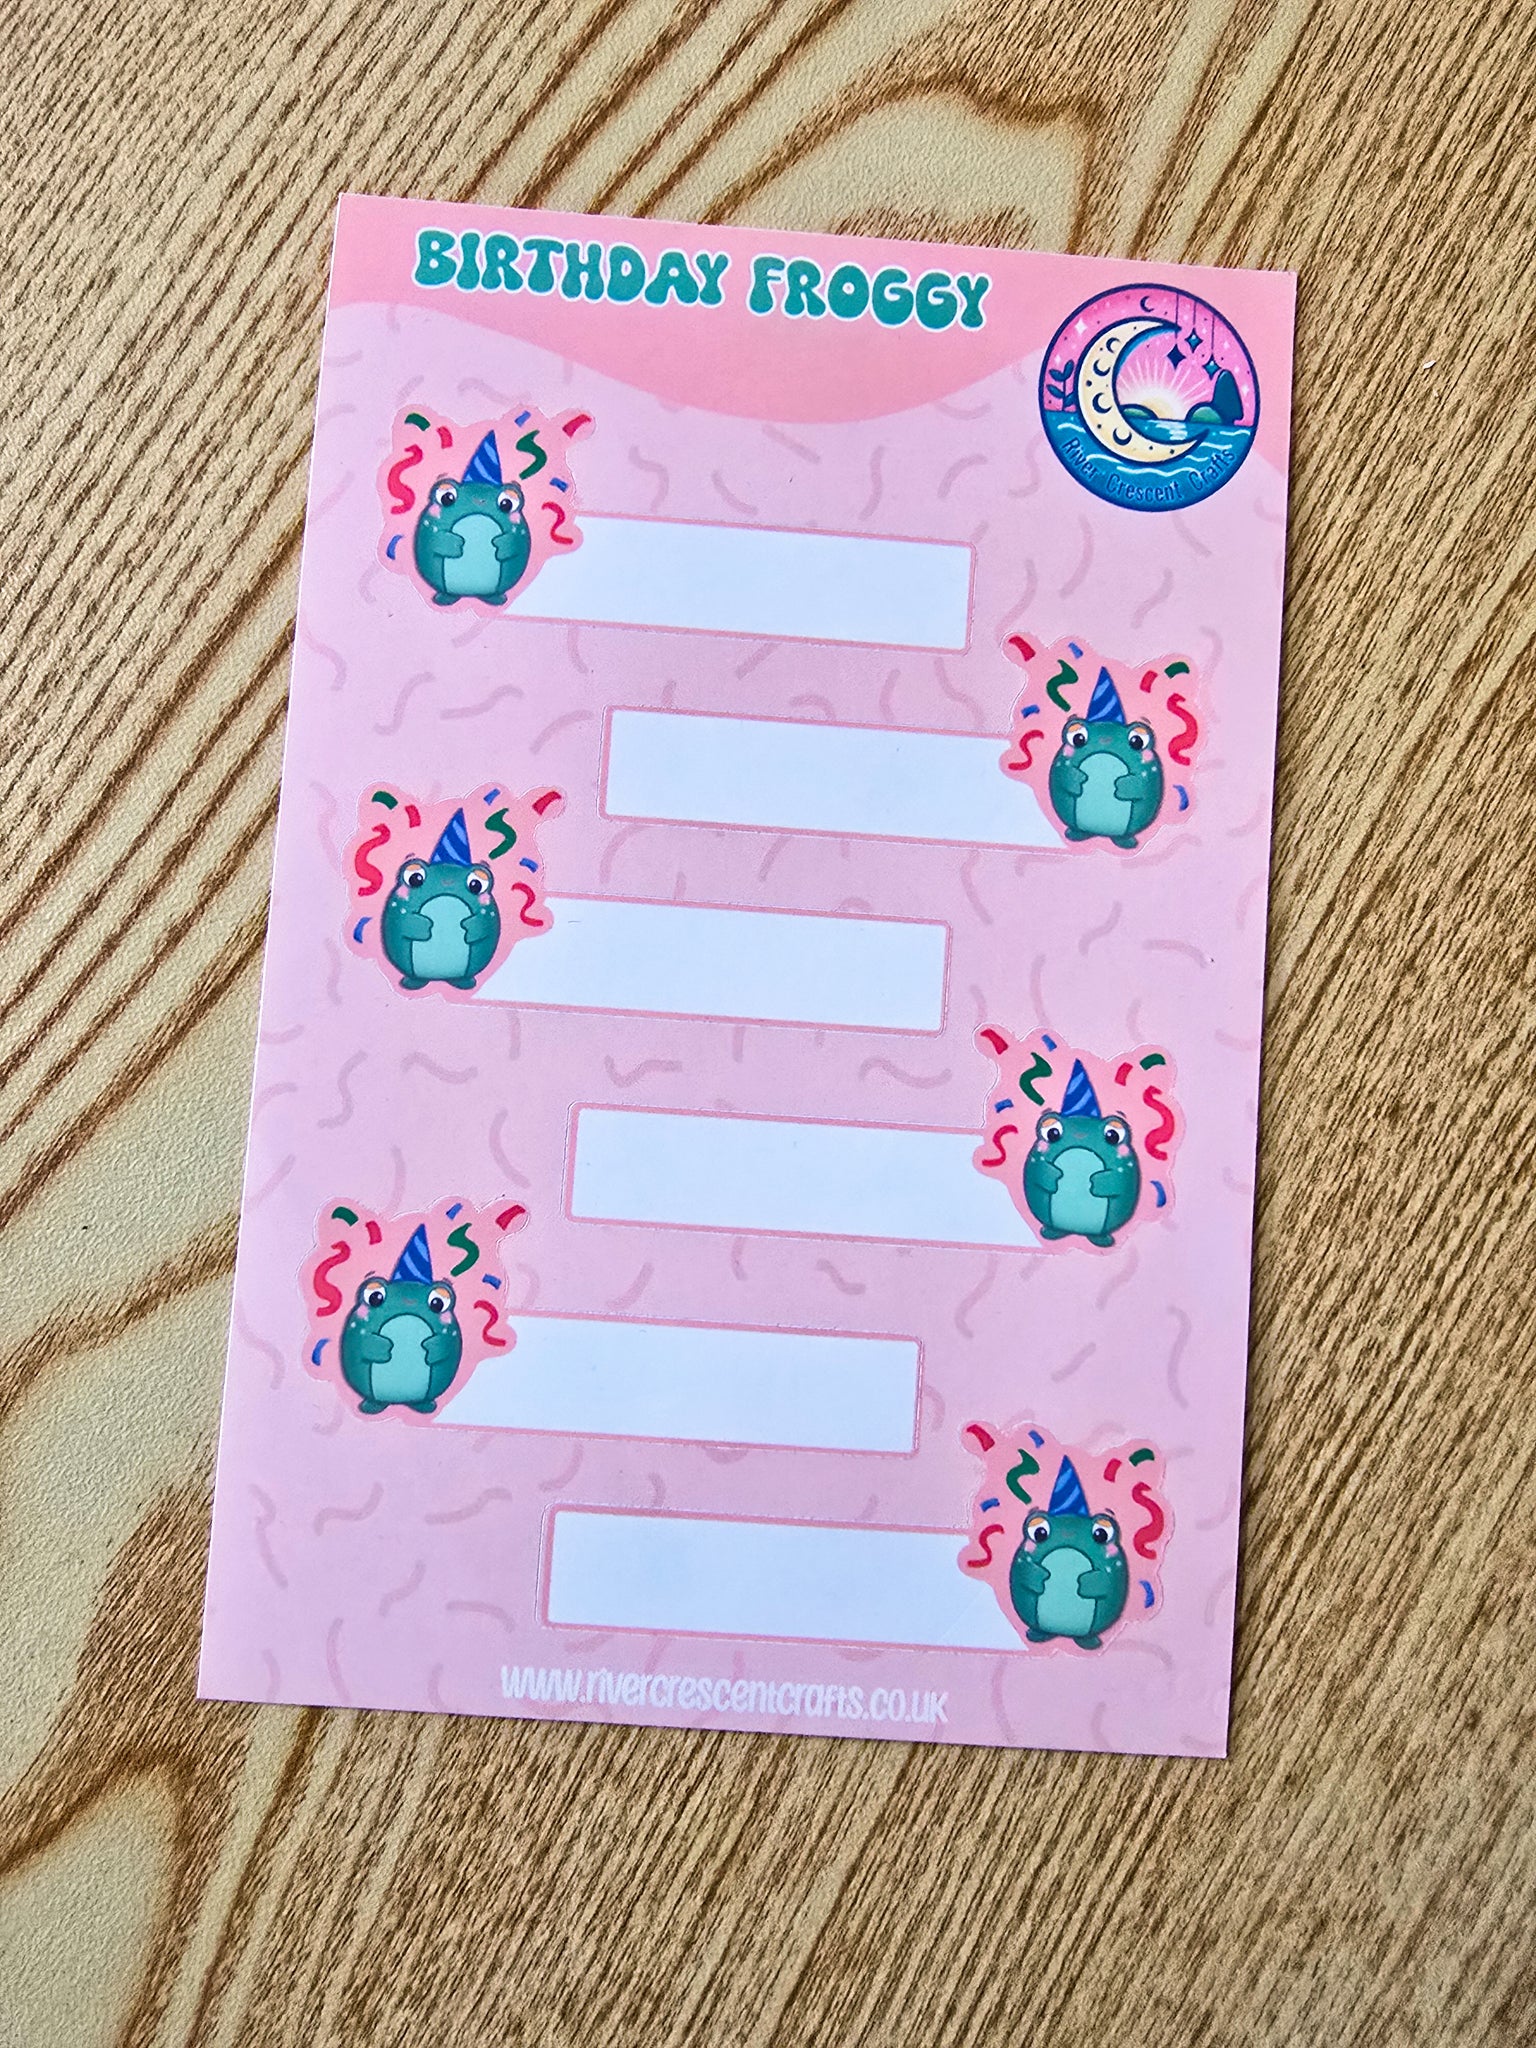 BIRTHDAY FROGGY
River Crescent Crafts
www.rivercrescentcrafts.co.uk